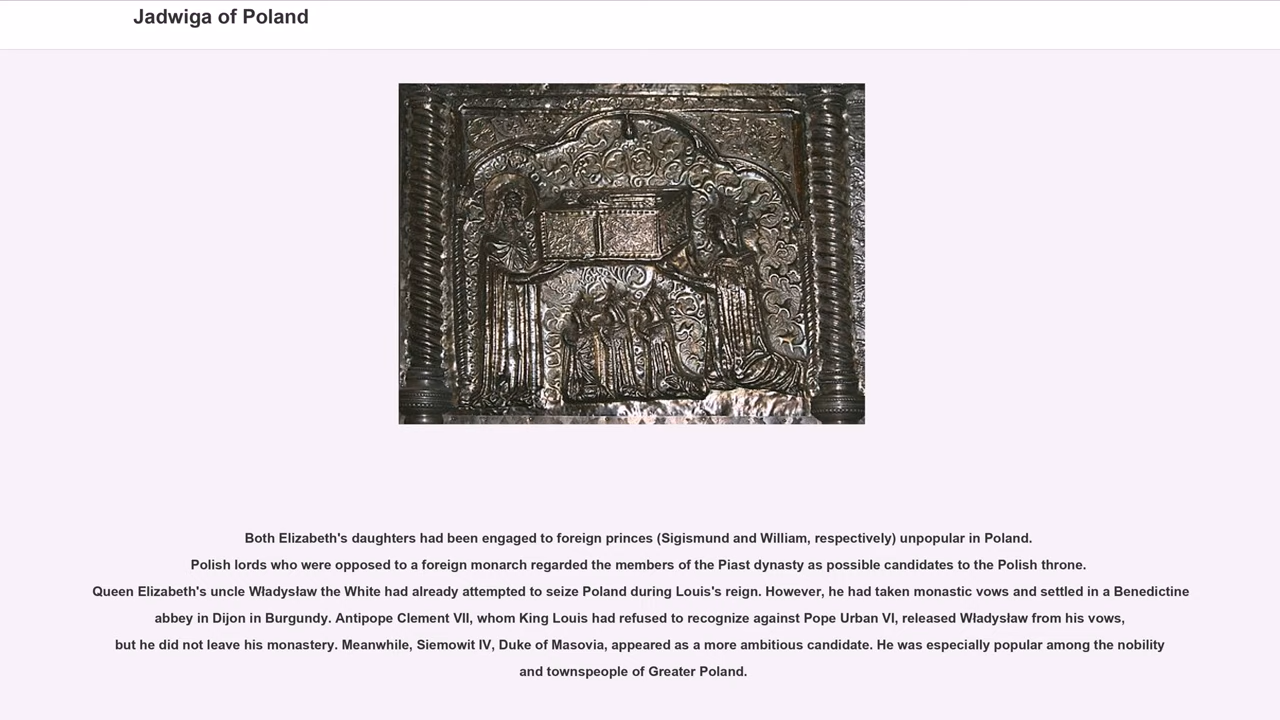 Jadwiga of Poland
Both Elizabeth's daughters had been engaged to foreign princes (Sigismund and William, respectively) unpopular in Poland.
Polish lords who were opposed to a foreign monarch regarded the members of the Piast dynasty as possible candidates to the Polish throne.
Queen Elizabeth's uncle Władysław the White had already attempted to seize Poland during Louis's reign. However, he had taken monastic vows and settled in a Benedictine
abbey in Dijon in Burgundy. Antipope Clement VII, whom King Louis had refused to recognize against Pope Urban VI, released Władysław from his vows,
but he did not leave his monastery. Meanwhile, Siemowit IV, Duke of Masovia, appeared as a more ambitious candidate. He was especially popular among the nobility
and townspeople of Greater Poland.